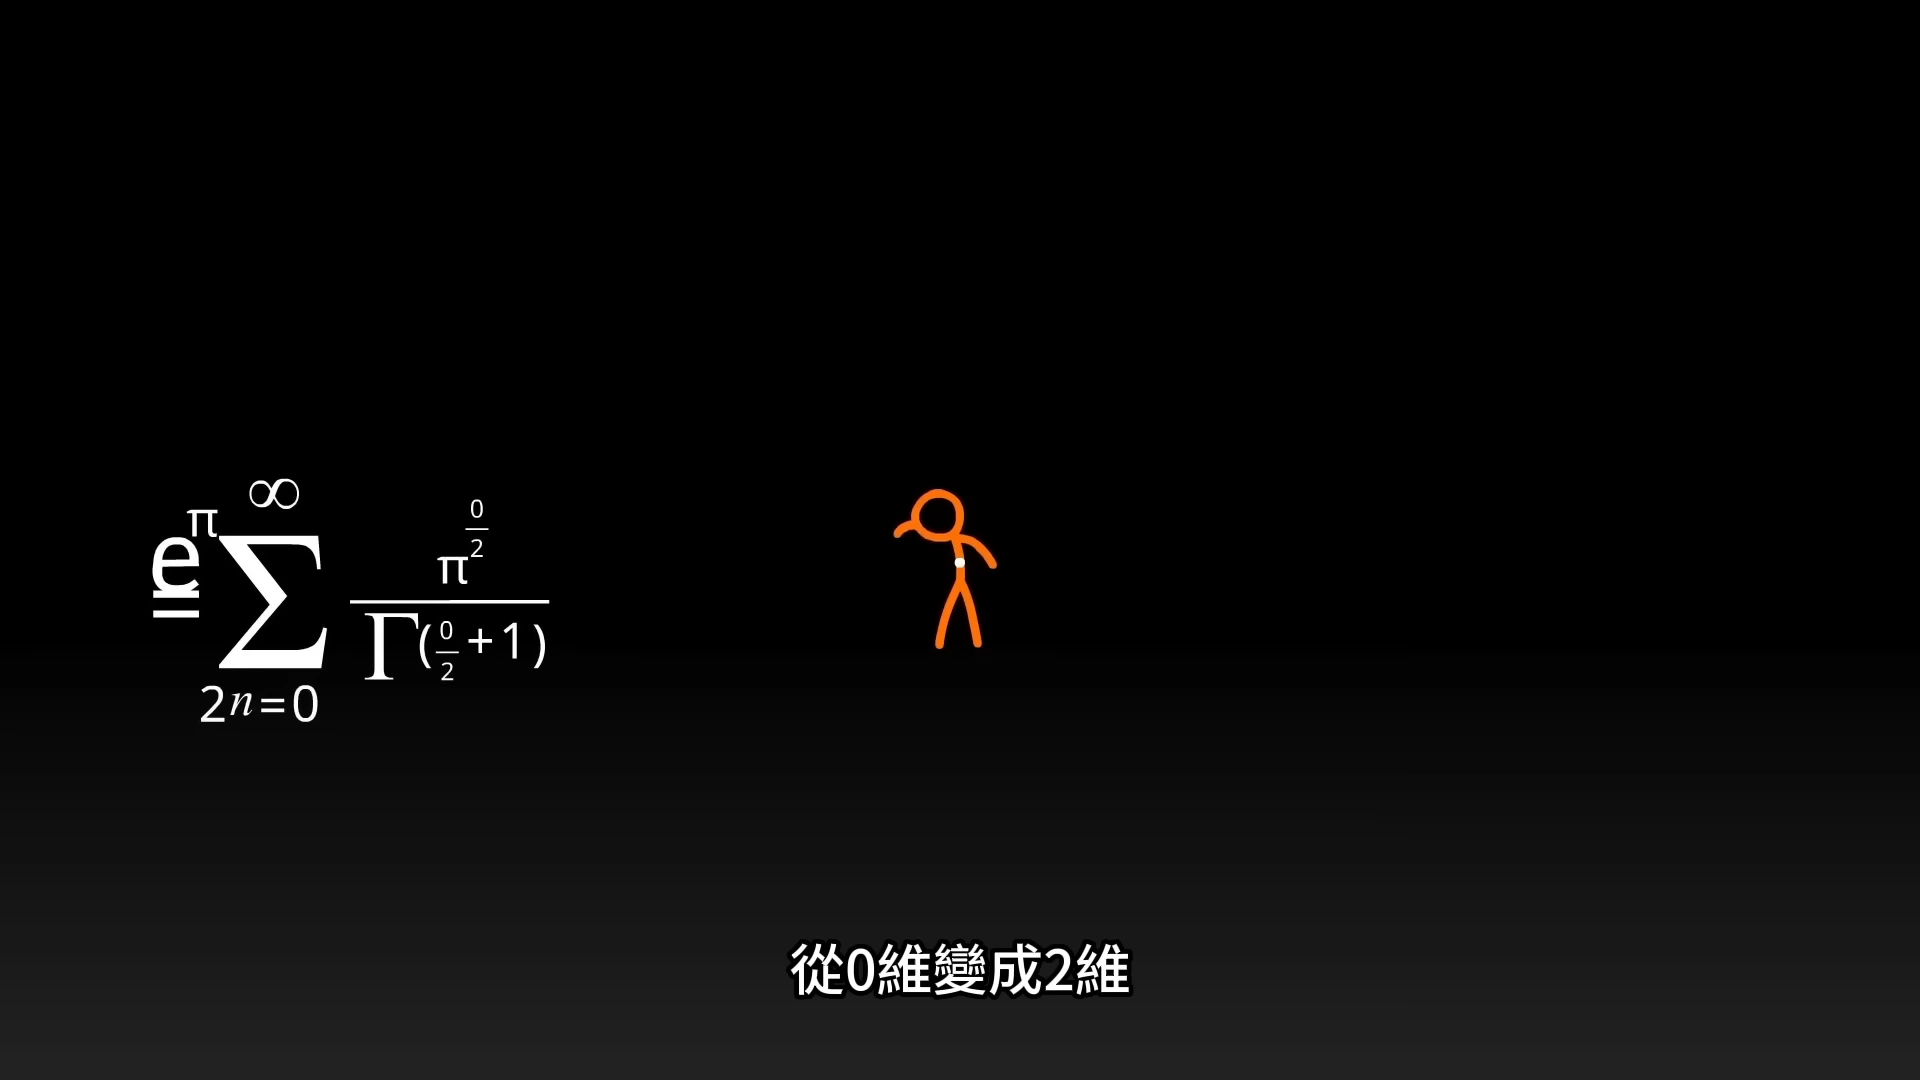 e^π = ∑_{2n=0}^{∞} π^{0/2} / Γ(0/2 + 1)
從0維變成2維